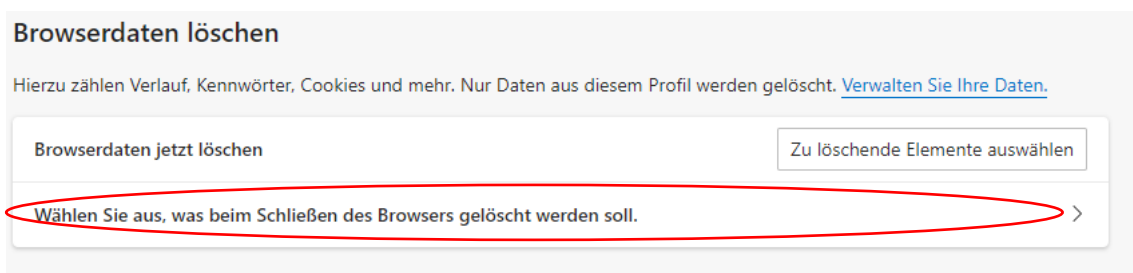 Browserdaten löschen
Hierzu zählen Verlauf, Kennwörter, Cookies und mehr. Nur Daten aus diesem Profil werden gelöscht. Verwalten Sie Ihre Daten.
Browserdaten jetzt löschen
Zu löschende Elemente auswählen
Wählen Sie aus, was beim Schließen des Browsers gelöscht werden soll.